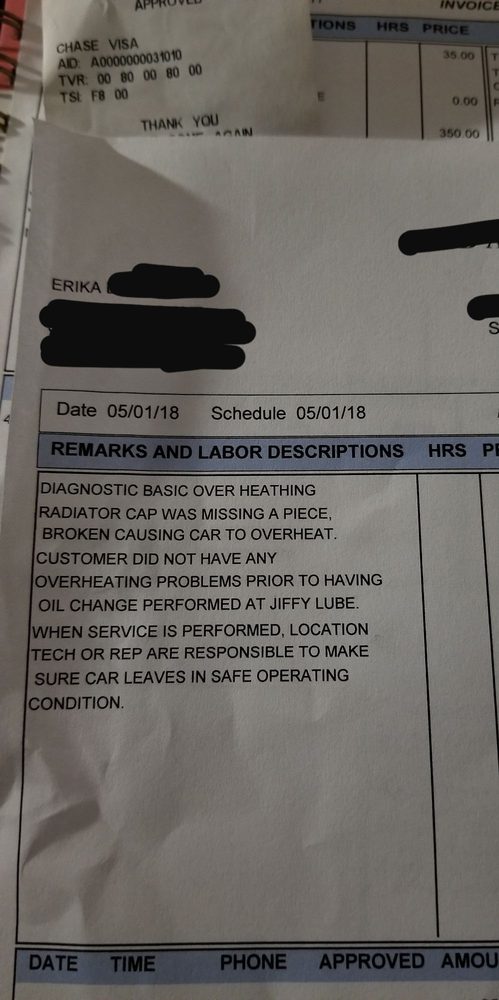 APPROVED
CHASE VISA
AID: A0000000031010
TVR: 00 80 00 80 00
TSI: F8 00
THANK YOU
AGAIN
INVOICE
TIONS HRS PRICE
35.00
0.00
350.00
ERIKA
Date 05/01/18 Schedule 05/01/18
REMARKS AND LABOR DESCRIPTIONS HRS
DIAGNOSTIC BASIC OVER HEATHING
RADIATOR CAP WAS MISSING A PIECE,
BROKEN CAUSING CAR TO OVERHEAT.
CUSTOMER DID NOT HAVE ANY
OVERHEATING PROBLEMS PRIOR TO HAVING
OIL CHANGE PERFORMED AT JIFFY LUBE.
WHEN SERVICE IS PERFORMED, LOCATION
TECH OR REP ARE RESPONSIBLE TO MAKE
SURE CAR LEAVES IN SAFE OPERATING
CONDITION.
DATE TIME PHONE APPROVED AMOU